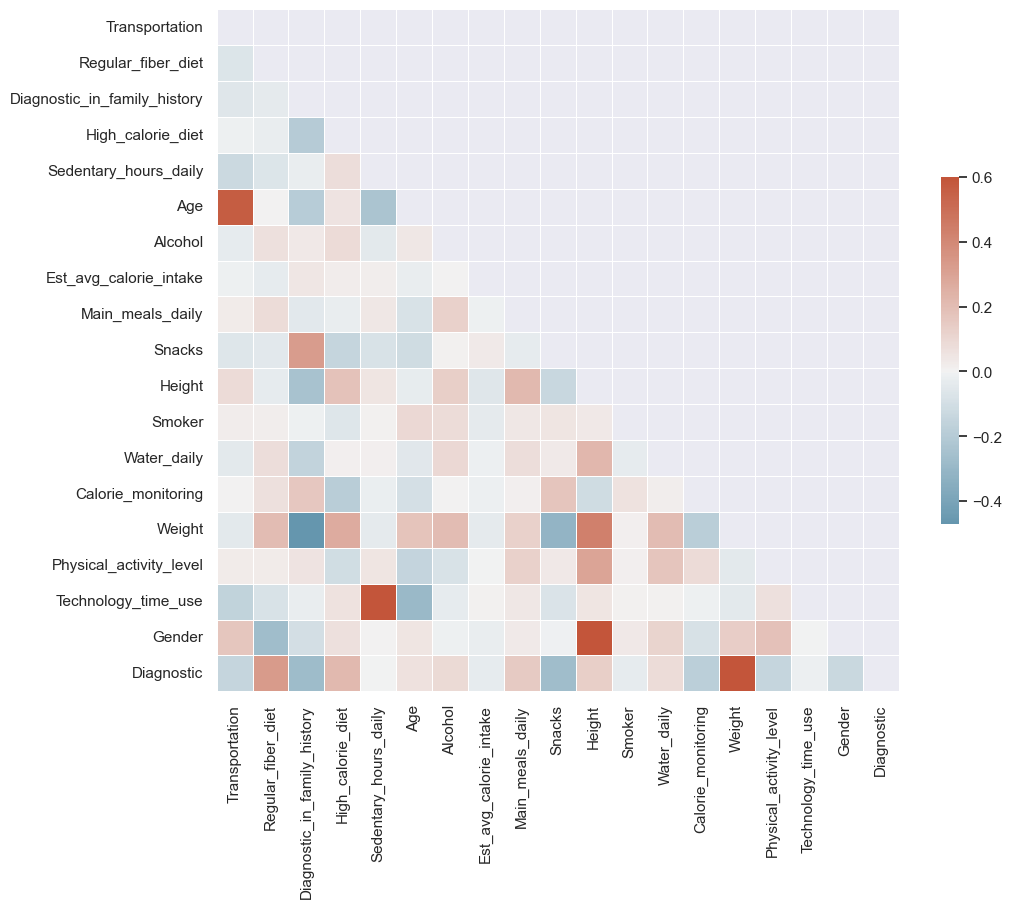 Transportation
Regular_fiber_diet
Diagnostic_in_family_history
High_calorie_diet
Sedentary_hours_daily
Age
Alcohol
Est_avg_calorie_intake
Main_meals_daily
Snacks
Height
Smoker
Water_daily
Calorie_monitoring
Weight
Physical_activity_level
Technology_time_use
Gender
Diagnostic
Transportation
Regular_fiber_diet
Diagnostic_in_family_history
High_calorie_diet
Sedentary_hours_daily
Age
Alcohol
Est_avg_calorie_intake
Main_meals_daily
Snacks
Height
Smoker
Water_daily
Calorie_monitoring
Weight
Physical_activity_level
Technology_time_use
Gender
Diagnostic
0.6
0.4
0.2
0.0
−0.2
−0.4